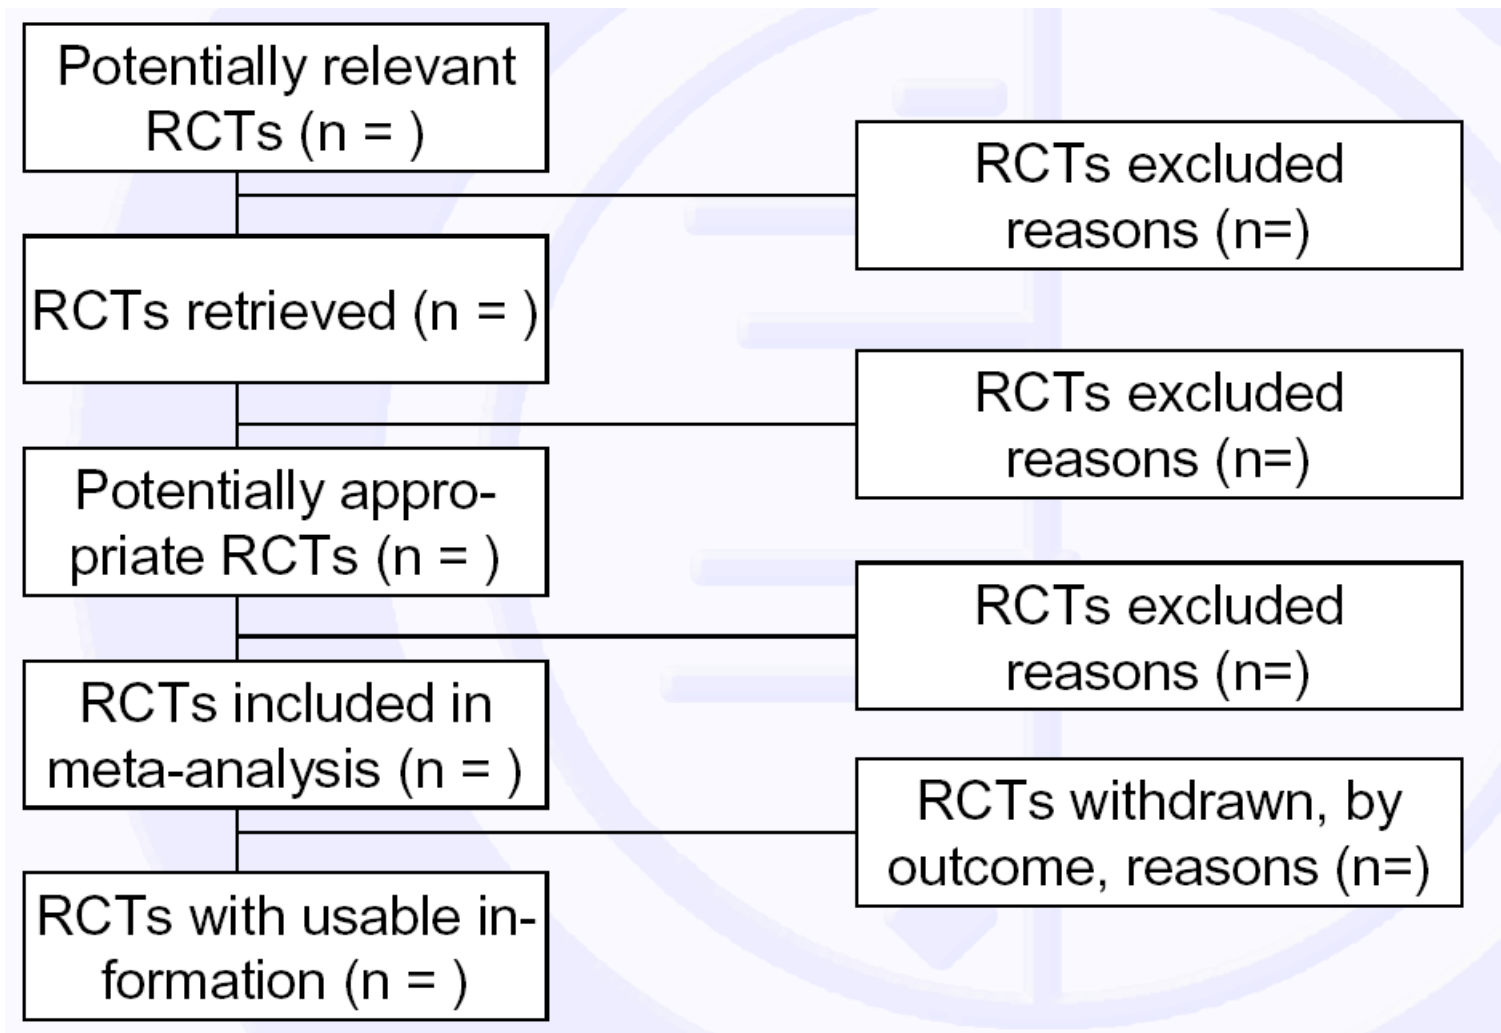 Potentially relevant
RCTs (n = )
RCTs excluded
reasons (n=)
RCTs retrieved (n = )
RCTs excluded
reasons (n=)
Potentially appro-
priate RCTs (n = )
RCTs excluded
reasons (n=)
RCTs included in
meta-analysis (n = )
RCTs withdrawn, by
outcome, reasons (n=)
RCTs with usable in-
formation (n = )